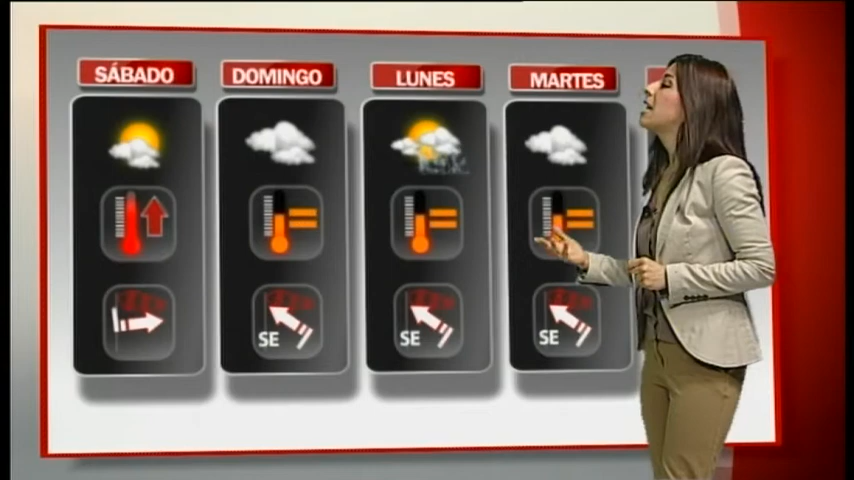 SÁBADO
DOMINGO
LUNES
MARTES
SE
SE
SE